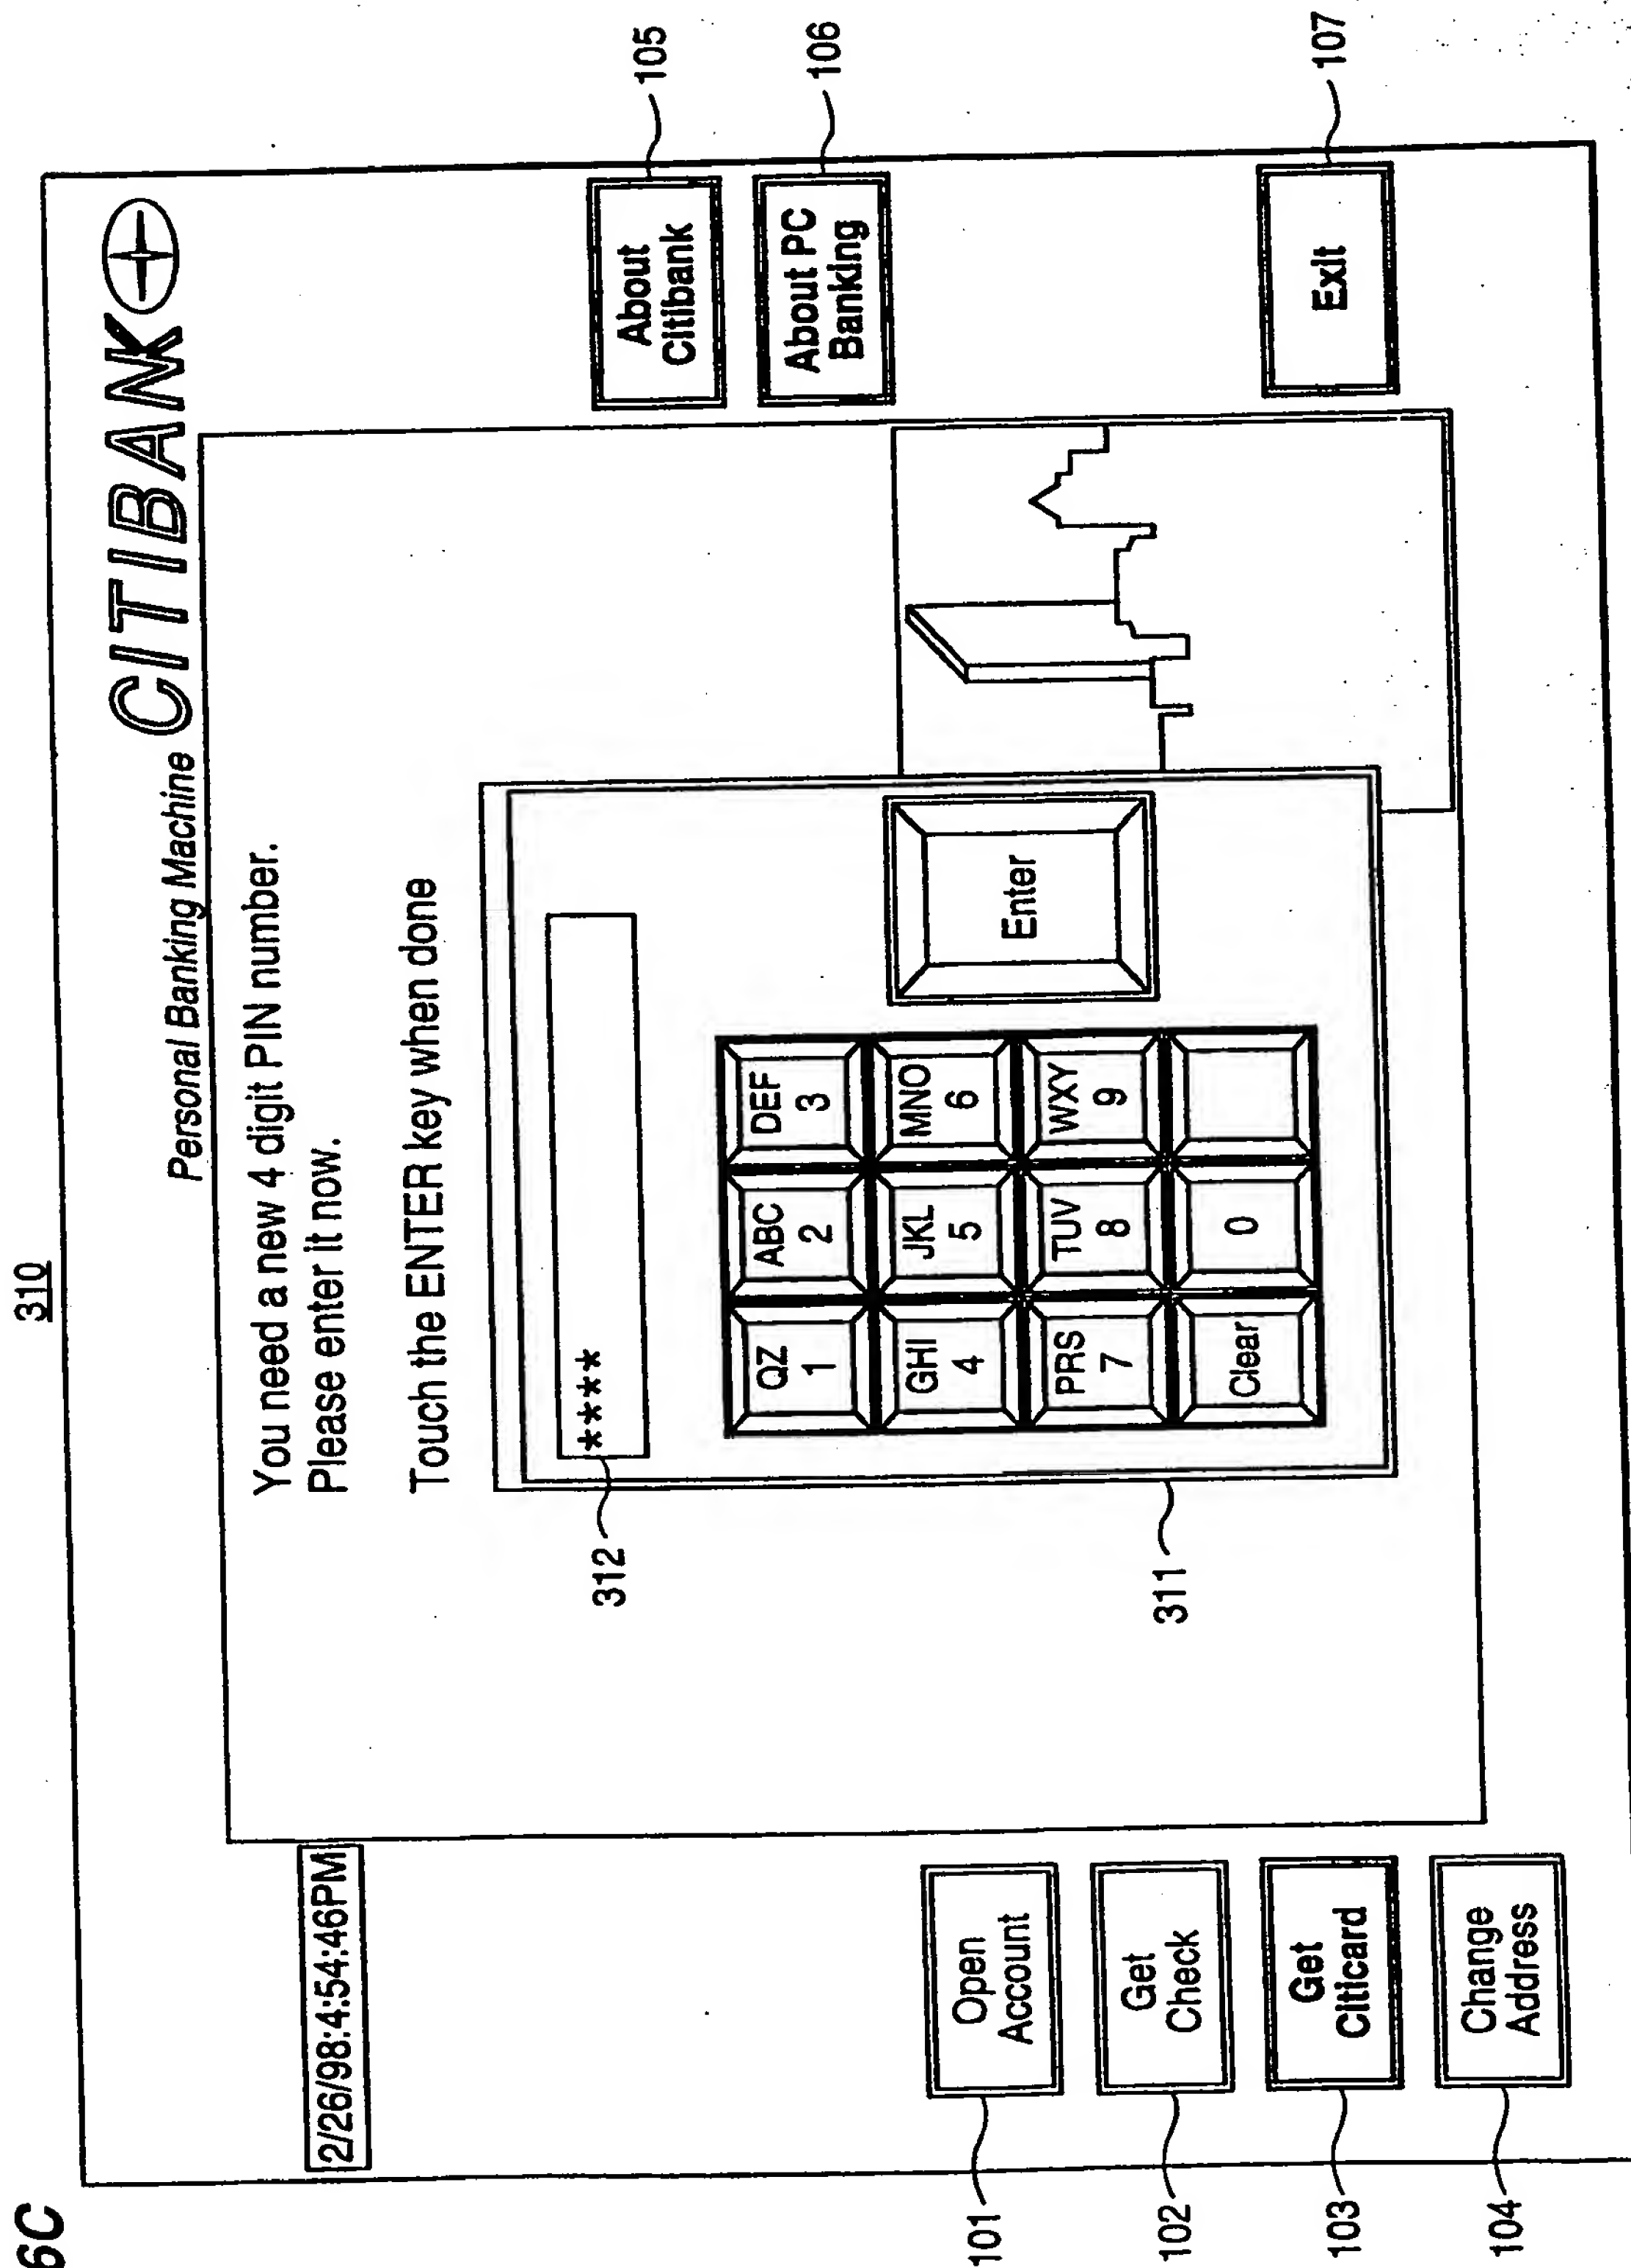 6C
310
Personal Banking Machine CITIBANK
2/26/98:4:54:46PM
You need a new 4 digit PIN number.
Please enter it now.
Touch the ENTER key when done
312
*****
QZ
1
ABC
2
DEF
3
GHI
4
JKL
5
MNO
6
PRS
7
TUV
8
WXY
9
Clear
0
Enter
311
101
Open
Account
102
Get
Check
103
Get
Citicard
104
Change
Address
About
Citibank
105
About PC
Banking
106
Exit
107